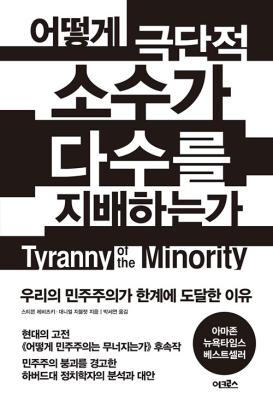 어떻게
극단적
소수가
다수를
지배하는가
Tyranny of the Minority
우리의 민주주의가 한계에 도달한 이유
스티븐 레비츠키·대니얼 지블랫 지음 | 박세연 옮김
현대의 고전
《어떻게 민주주의는 무너지는가》 후속작
민주주의 붕괴를 경고한
하버드대 정치학자의 분석과 대안
아마존
뉴욕타임스
베스트셀러
어크로스